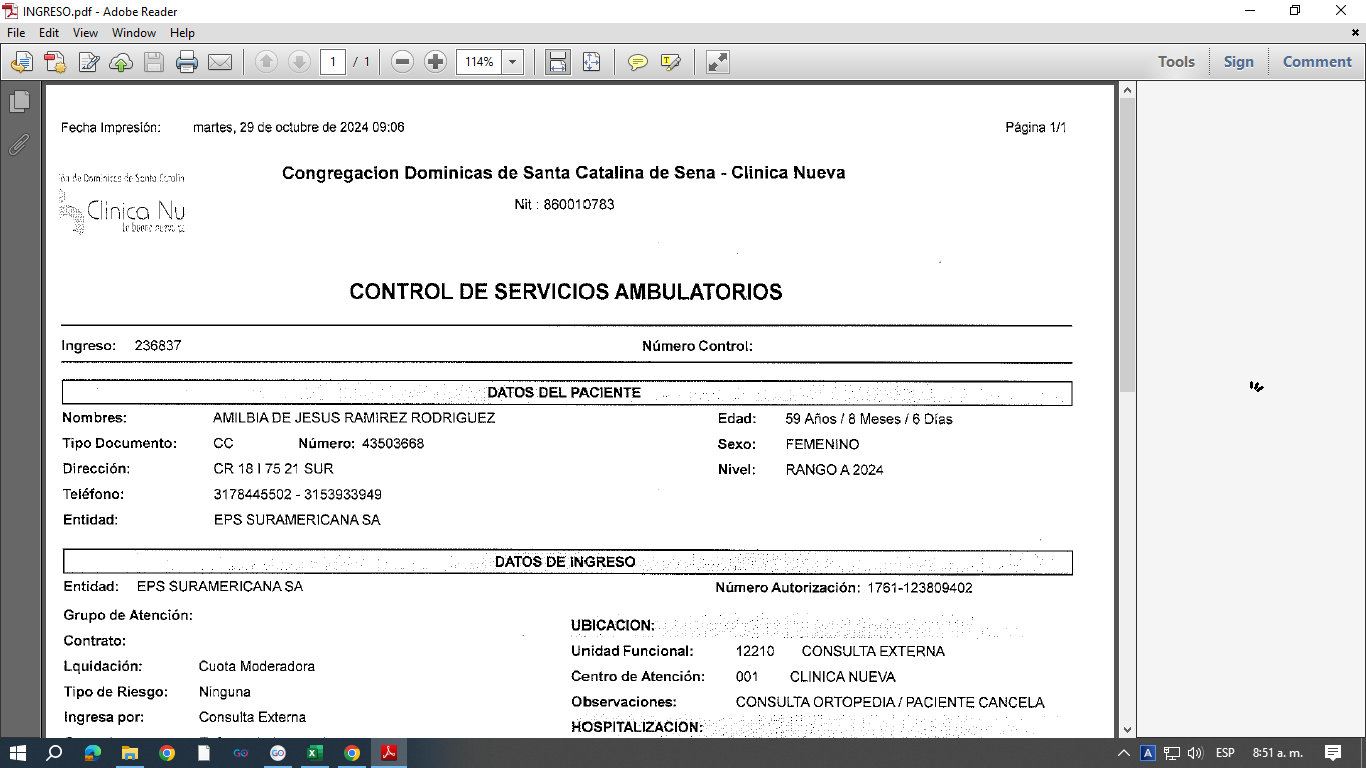 INGRESO.pdf - Adobe Reader
File Edit View Window Help
1 / 1 114% Tools Sign Comment
Fecha Impresión: martes, 29 de octubre de 2024 09:06 Página 1/1
Congregacion Dominicas de Santa Catalina de Sena - Clinica Nueva
de Dominicas de Santa Catalin
Clinica Nu
Nit : 860010783
CONTROL DE SERVICIOS AMBULATORIOS
Ingreso: 236837 Número Control:
DATOS DEL PACIENTE
Nombres: AMILBIA DE JESUS RAMIREZ RODRIGUEZ Edad: 59 Años / 8 Meses / 6 Días
Tipo Documento: CC Número: 43503668 Sexo: FEMENINO
Dirección: CR 18 I 75 21 SUR Nivel: RANGO A 2024
Teléfono: 3178445502 - 3153933949
Entidad: EPS SURAMERICANA SA
DATOS DE INGRESO
Entidad: EPS SURAMERICANA SA Número Autorización: 1761-123809402
Grupo de Atención:
UBICACION:
Contrato:
Unidad Funcional: 12210 CONSULTA EXTERNA
Lquidación: Cuota Moderadora
Centro de Atención: 001 CLINICA NUEVA
Tipo de Riesgo: Ninguna
Observaciones: CONSULTA ORTOPEDIA / PACIENTE CANCELA
Ingresa por: Consulta Externa
HOSPITALIZACION:
ESP 8:51 a. m.